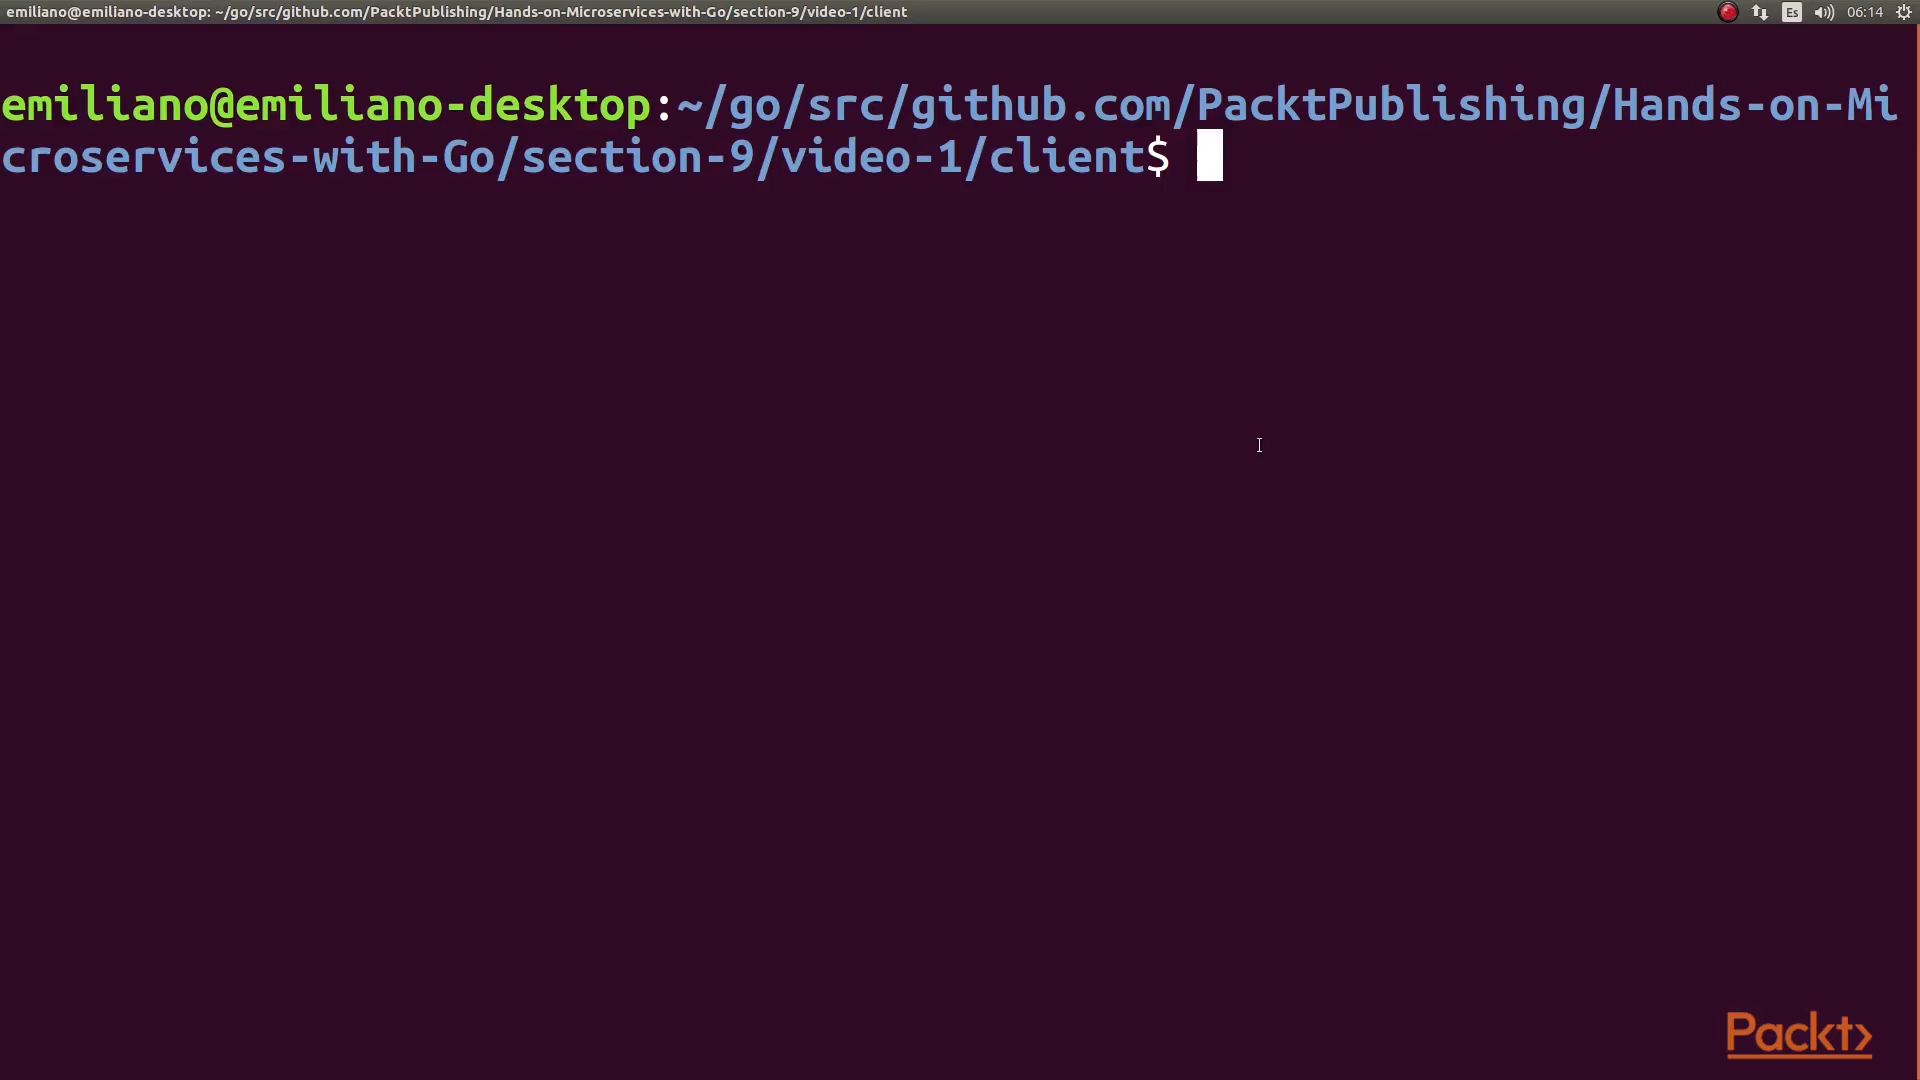 emiliano@emiliano-desktop: ~/go/src/github.com/PacktPublishing/Hands-on-Microservices-with-Go/section-9/video-1/client
Es
06:14
emiliano@emiliano-desktop:~/go/src/github.com/PacktPublishing/Hands-on-Mi
croservices-with-Go/section-9/video-1/client$
Packt>